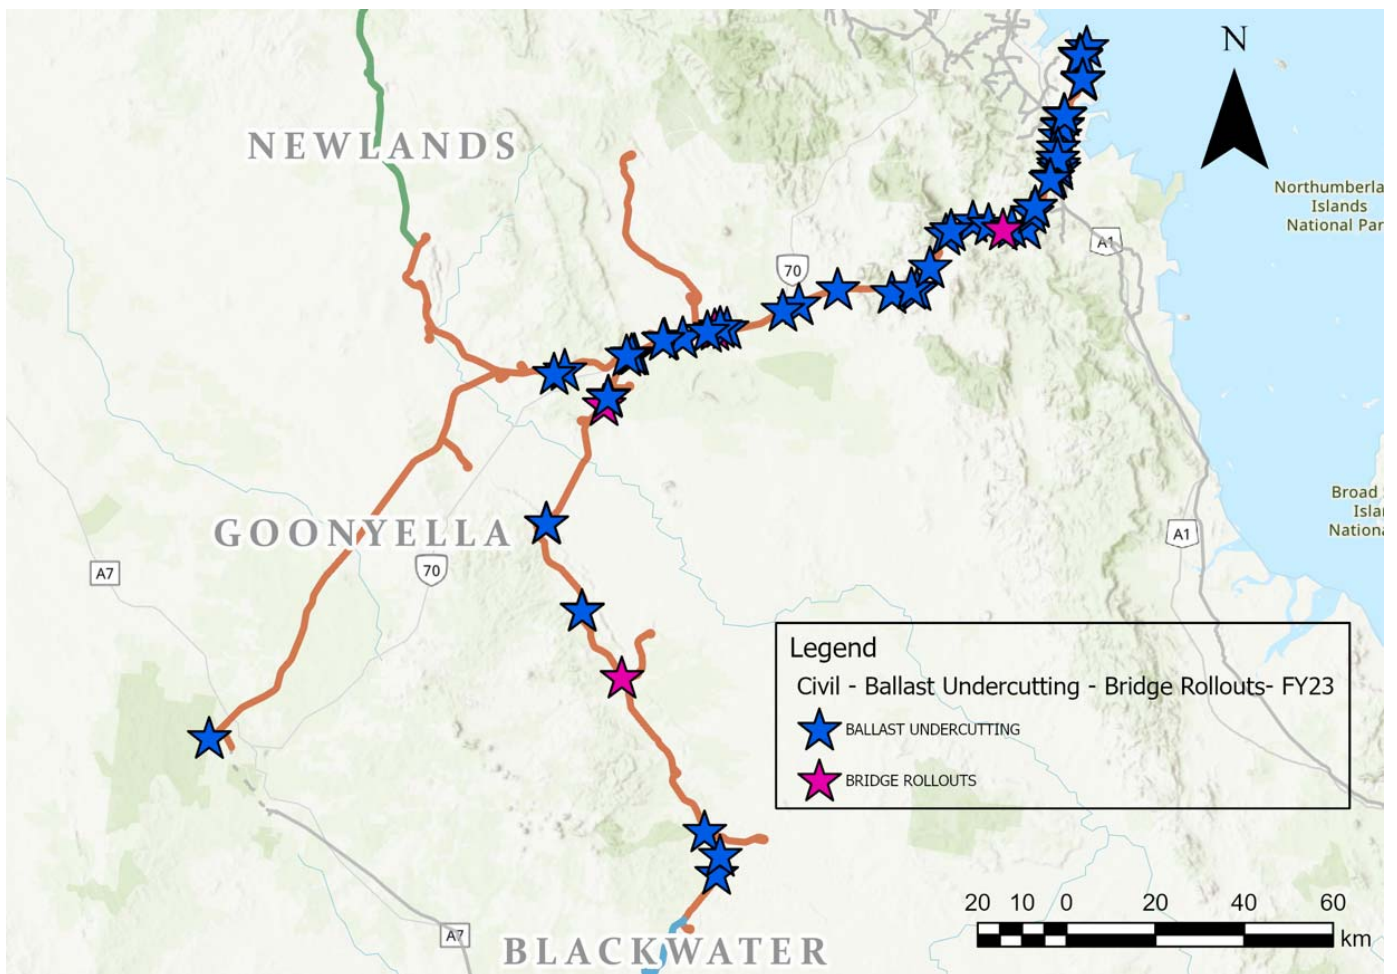 N
NEWLANDS
Northumberla
Islands
National Par
A1
70
Broad
Isla
Nationa
GOONYELLA
A1
A7
70
Legend
Civil - Ballast Undercutting - Bridge Rollouts- FY23
BALLAST UNDERCUTTING
BRIDGE ROLLOUTS
20 10 0 20 40 60
km
A7
BLACKWATER